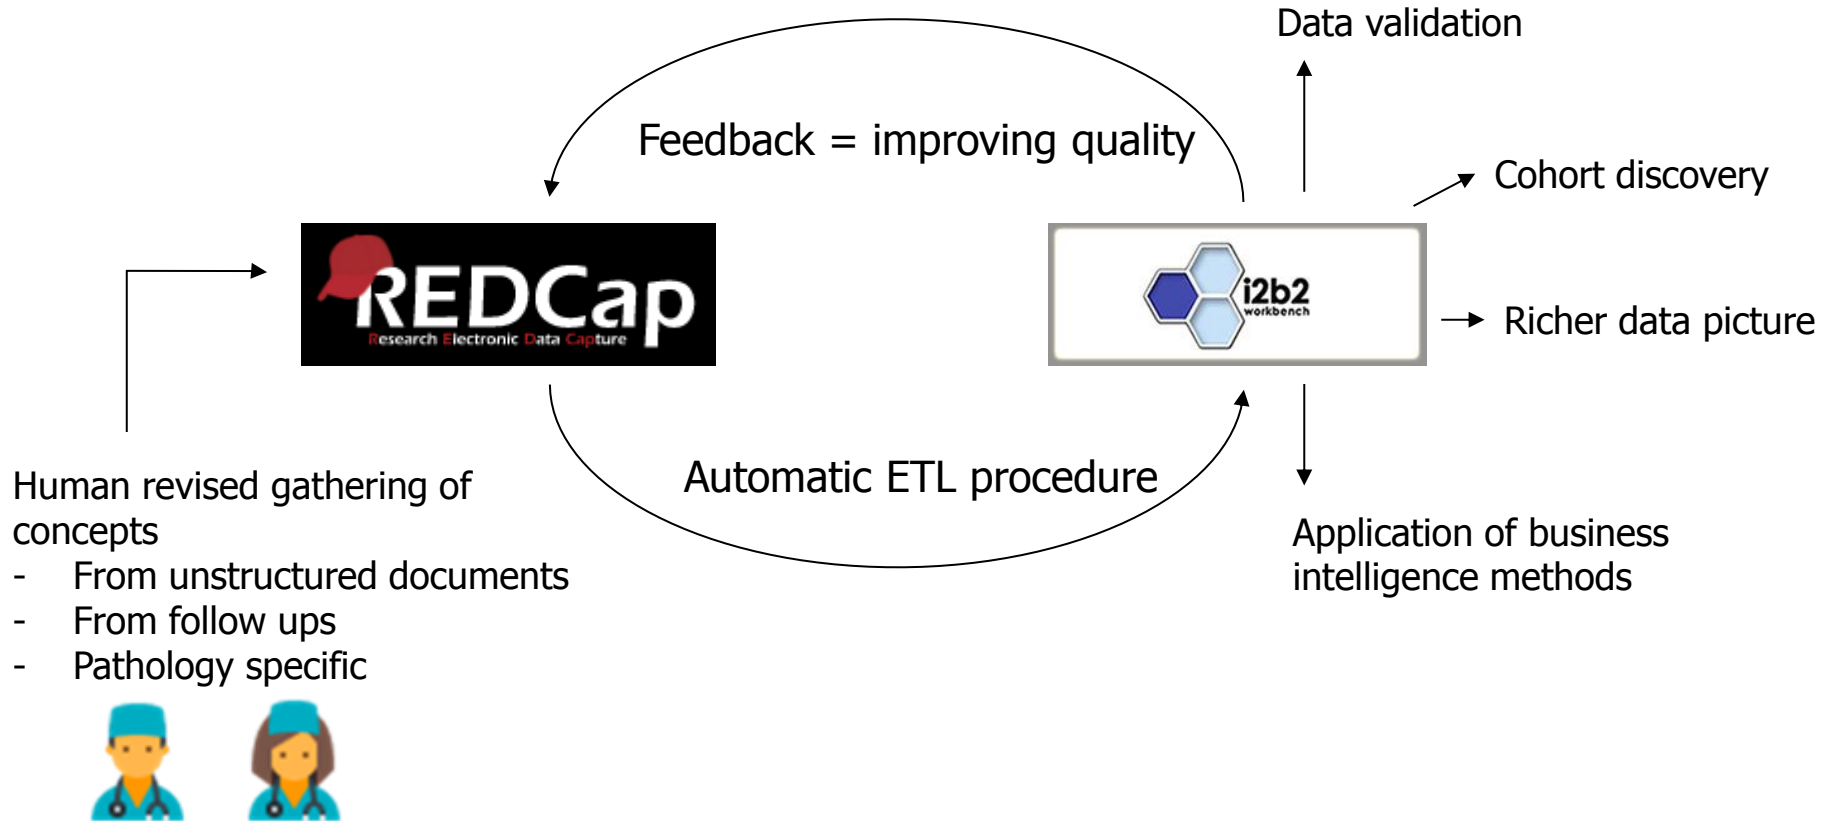 Data validation
Feedback = improving quality
Cohort discovery
REDCap
Research Electronic Data Capture
i2b2
workbench
Richer data picture
Automatic ETL procedure
Human revised gathering of
concepts
- From unstructured documents
- From follow ups
- Pathology specific
Application of business
intelligence methods